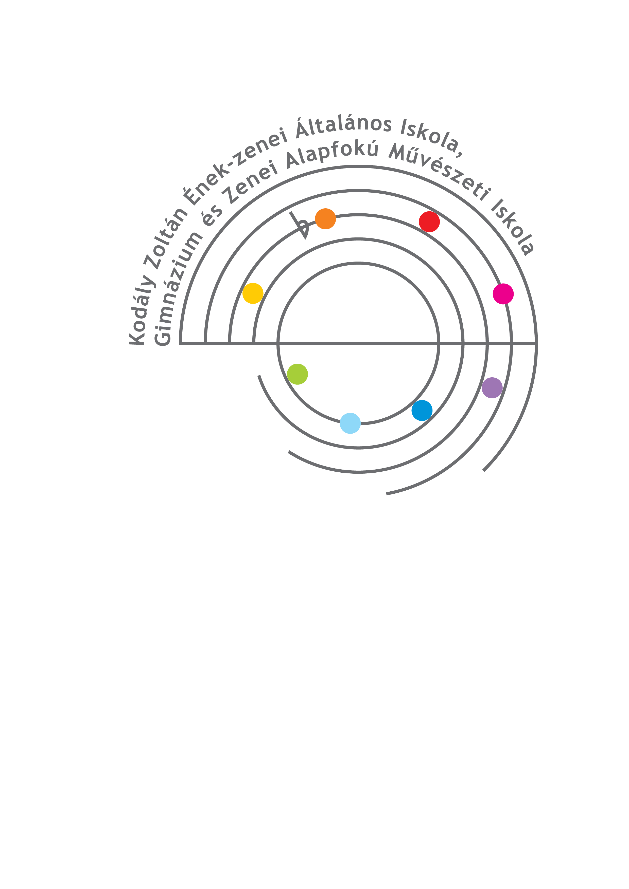 Kodály Zoltán Ének-zenei Általános Iskola,
Gimnázium és Zenei Alapfokú Művészeti Iskola